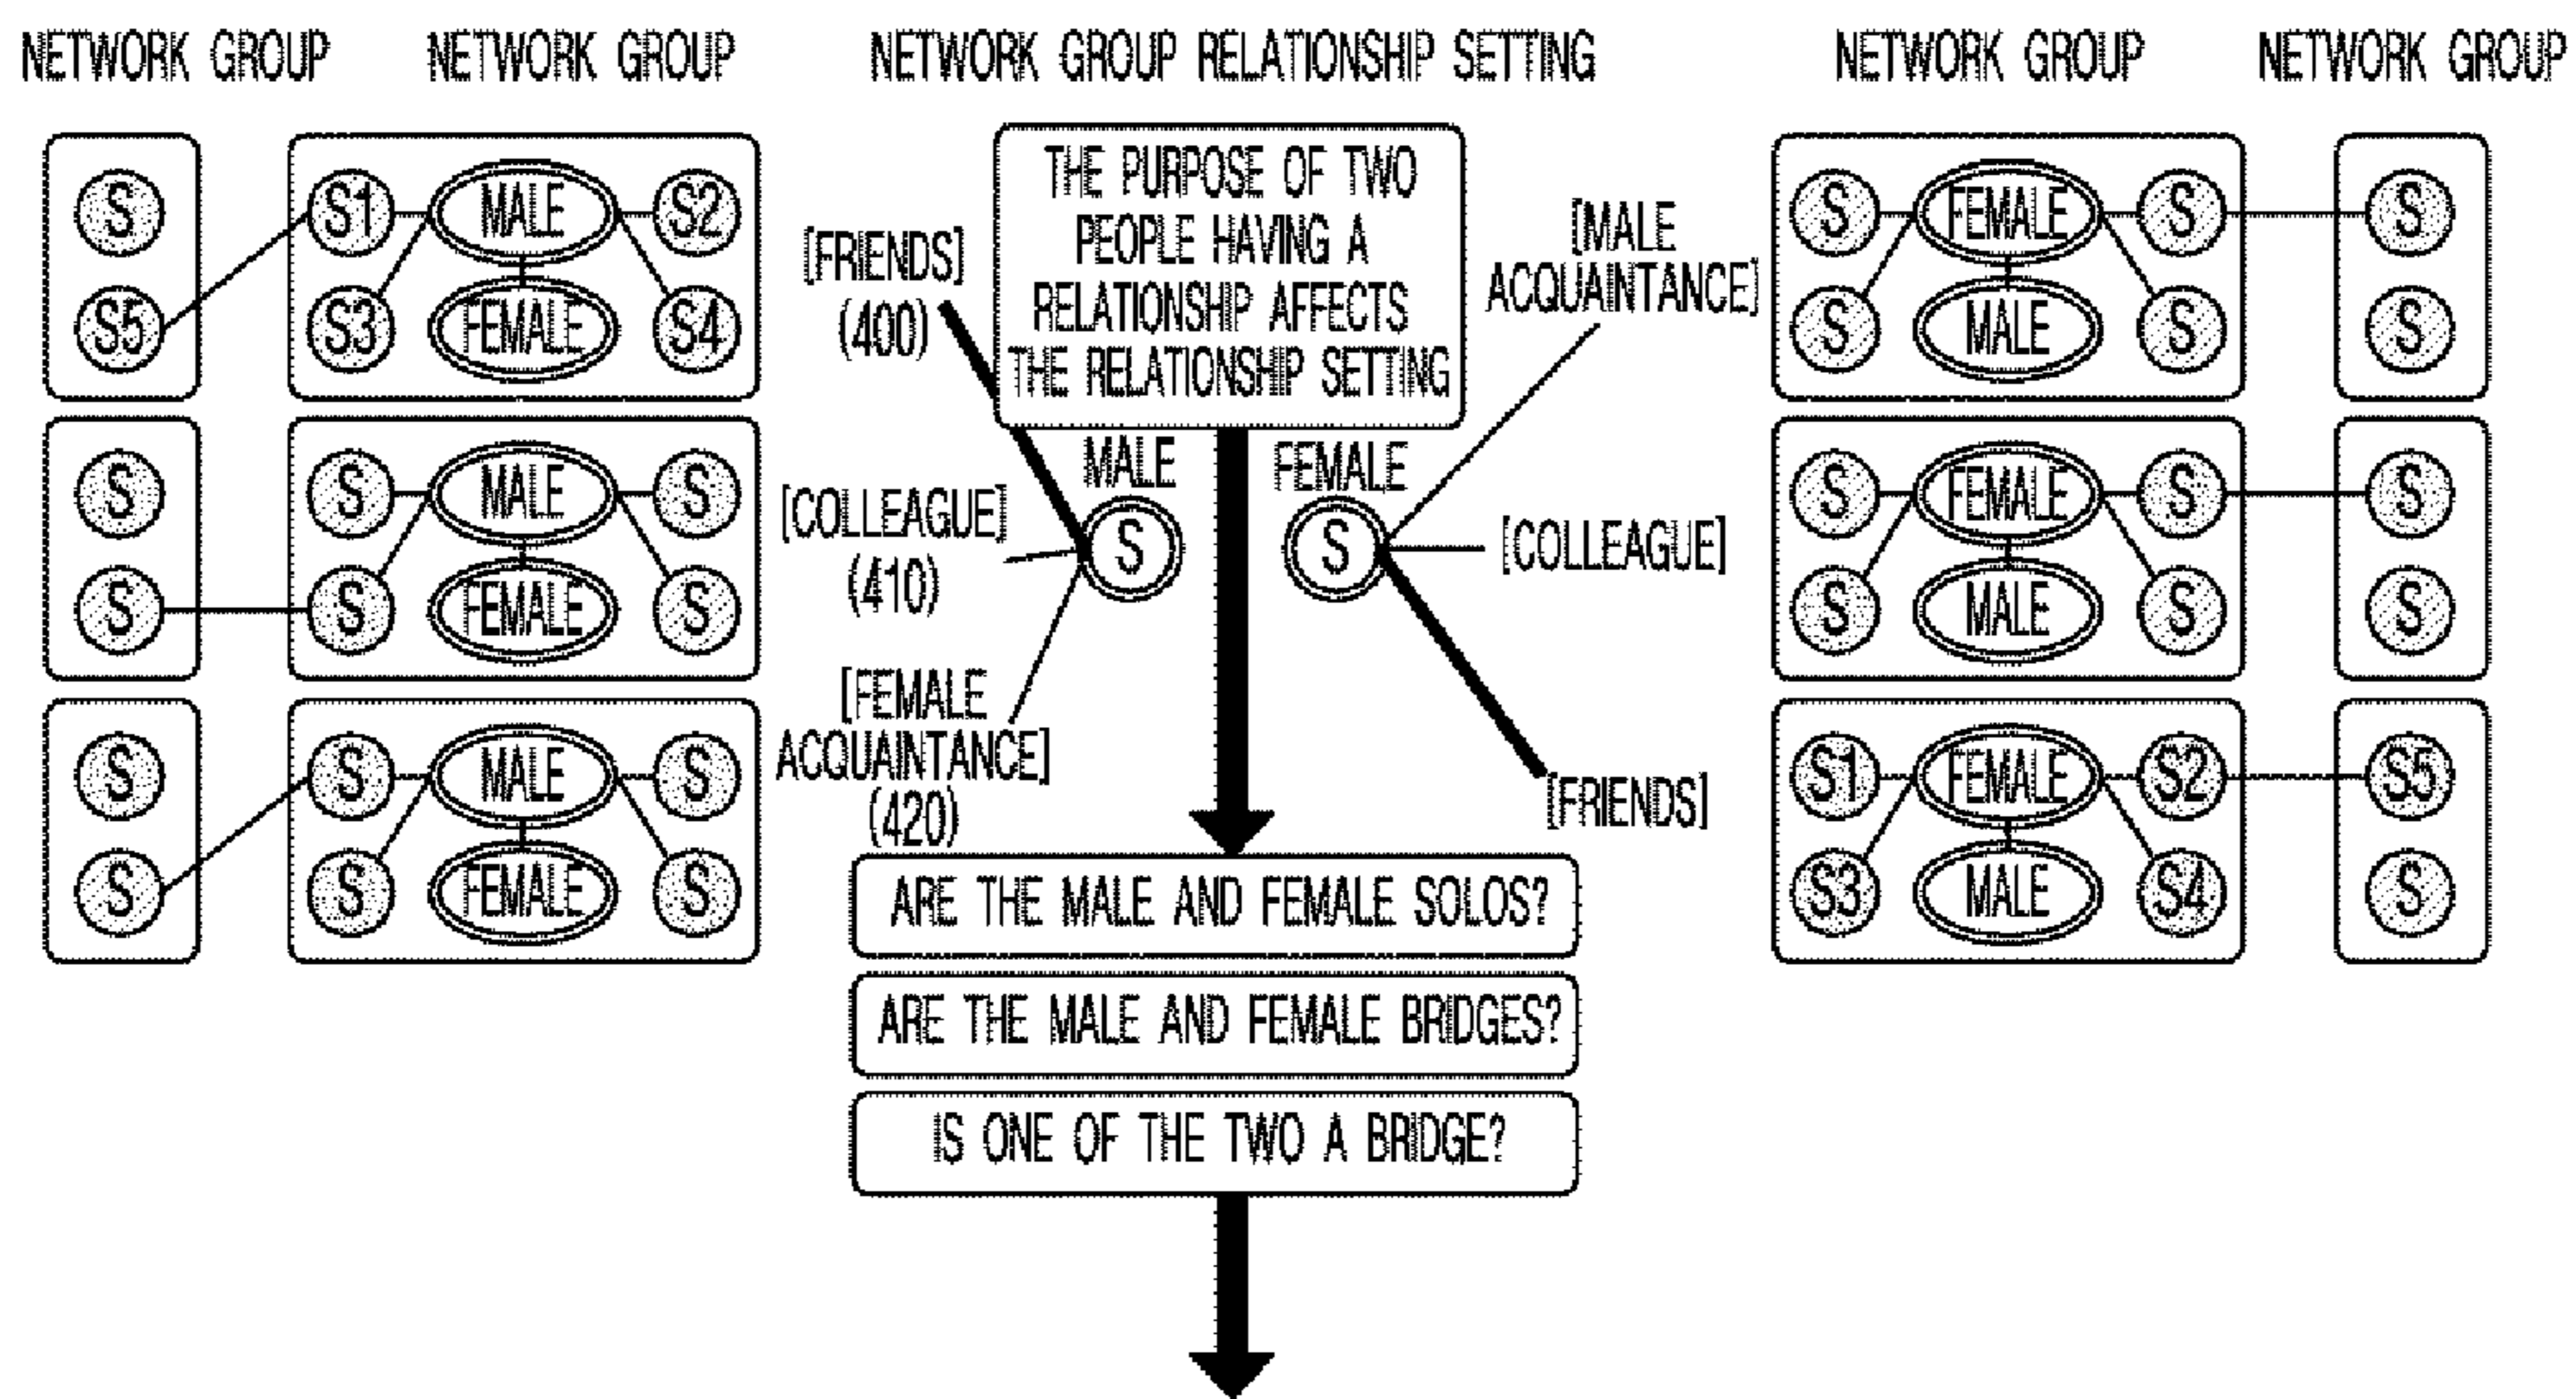 NETWORK GROUP
NETWORK GROUP
NETWORK GROUP RELATIONSHIP SETTING
NETWORK GROUP
NETWORK GROUP
S
S5
S1
MALE
S2
S3
FEMALE
S4
S
S
S
MALE
S
S
FEMALE
S
S
S
S
MALE
S
S
FEMALE
S
THE PURPOSE OF TWO
PEOPLE HAVING A
RELATIONSHIP AFFECTS
THE RELATIONSHIP SETTING
[FRIENDS]
(400)
[COLLEAGUE]
(410)
[FEMALE
ACQUAINTANCE]
(420)
MALE
S
FEMALE
S
[MALE
ACQUAINTANCE]
[COLLEAGUE]
[FRIENDS]
ARE THE MALE AND FEMALE SOLOS?
ARE THE MALE AND FEMALE BRIDGES?
IS ONE OF THE TWO A BRIDGE?
S
FEMALE
S
S
MALE
S
S
S
S
FEMALE
S
S
MALE
S
S
S
S1
FEMALE
S2
S3
MALE
S4
S5
S